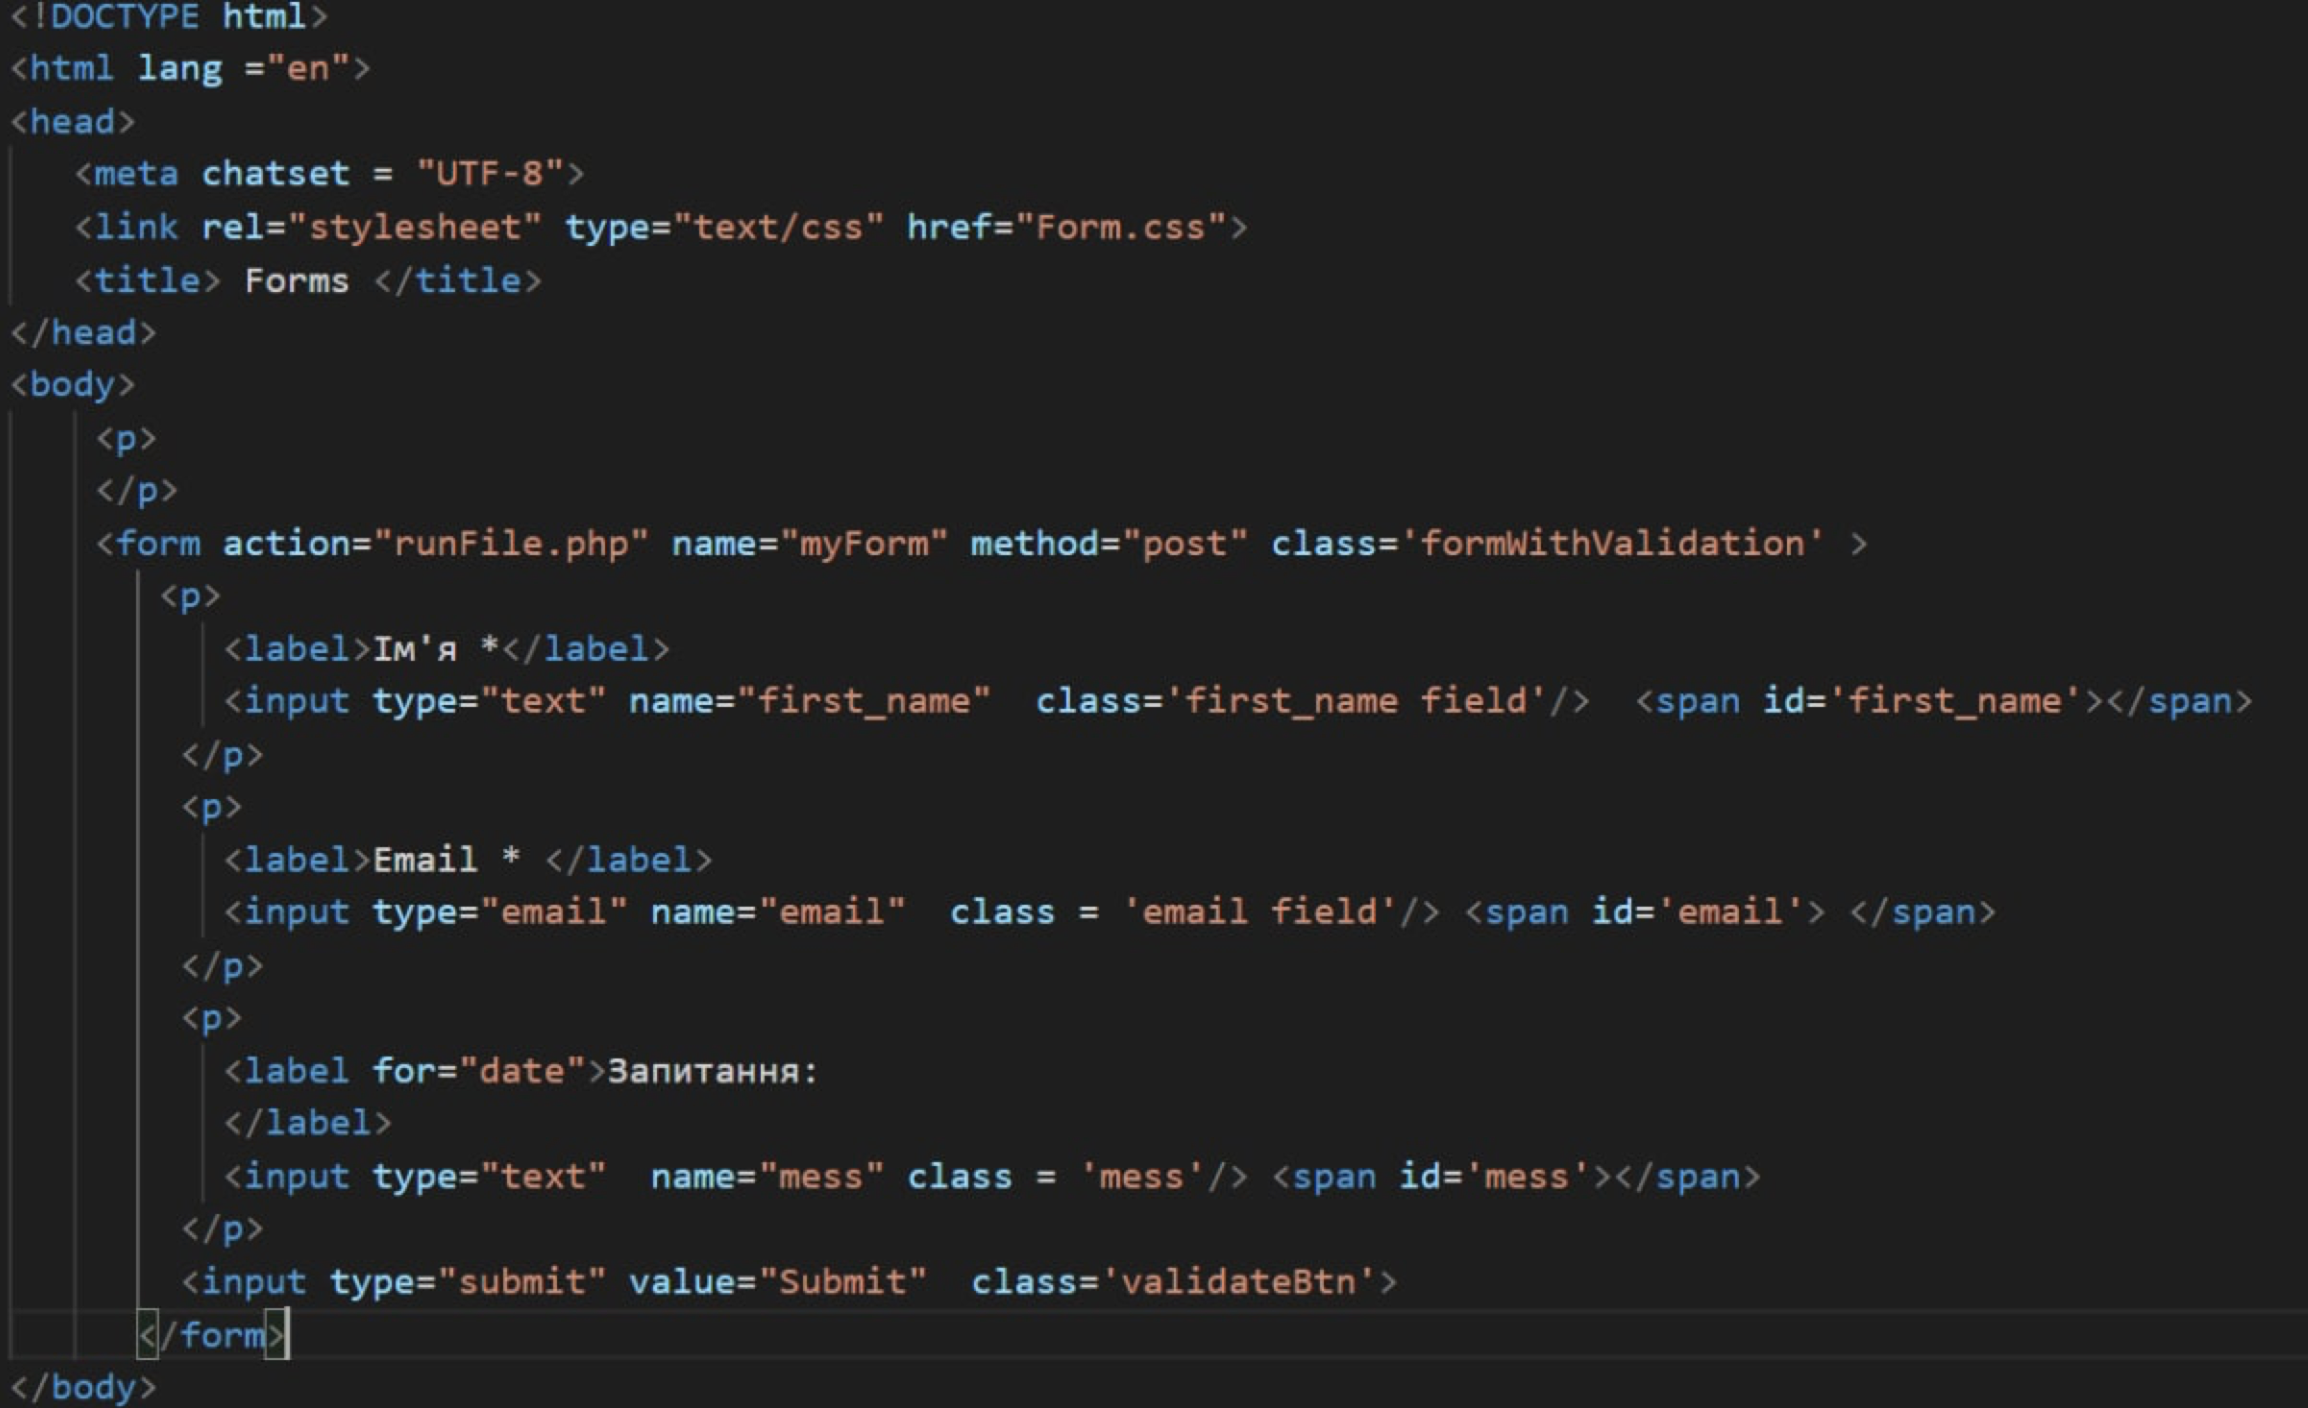 <!DOCTYPE html>
<html lang ="en">
<head>
<meta chatset = "UTF-8">
<link rel="stylesheet" type="text/css" href="Form.css">
<title> Forms </title>
</head>
<body>
<p>
</p>
<form action="runFile.php" name="myForm" method="post" class='formWithValidation' >
<p>
<label>Ім'я *</label>
<input type="text" name="first_name"  class='first_name field'/>  <span id='first_name'></span>
</p>
<p>
<label>Email * </label>
<input type="email" name="email"  class = 'email field'/> <span id='email'> </span>
</p>
<p>
<label for="date">Запитання:
</label>
<input type="text"  name="mess" class = 'mess'/> <span id='mess'></span>
</p>
<input type="submit" value="Submit"  class='validateBtn'>
</form>
</body>